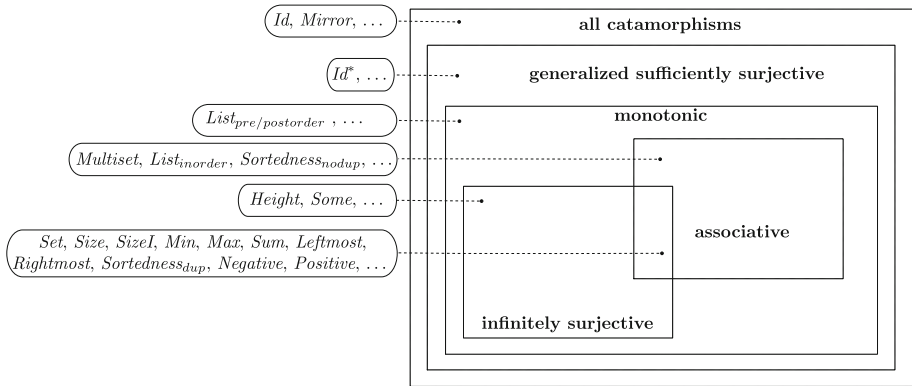 Id, Mirror, . . .
all catamorphisms
Id*, . . .
generalized sufficiently surjective
List_pre/postorder , . . .
monotonic
Multiset, List_inorder, Sortedness_nodup, . . .
Height, Some, . . .
associative
Set, Size, SizeI, Min, Max, Sum, Leftmost,
Rightmost, Sortedness_dup, Negative, Positive, . . .
infinitely surjective